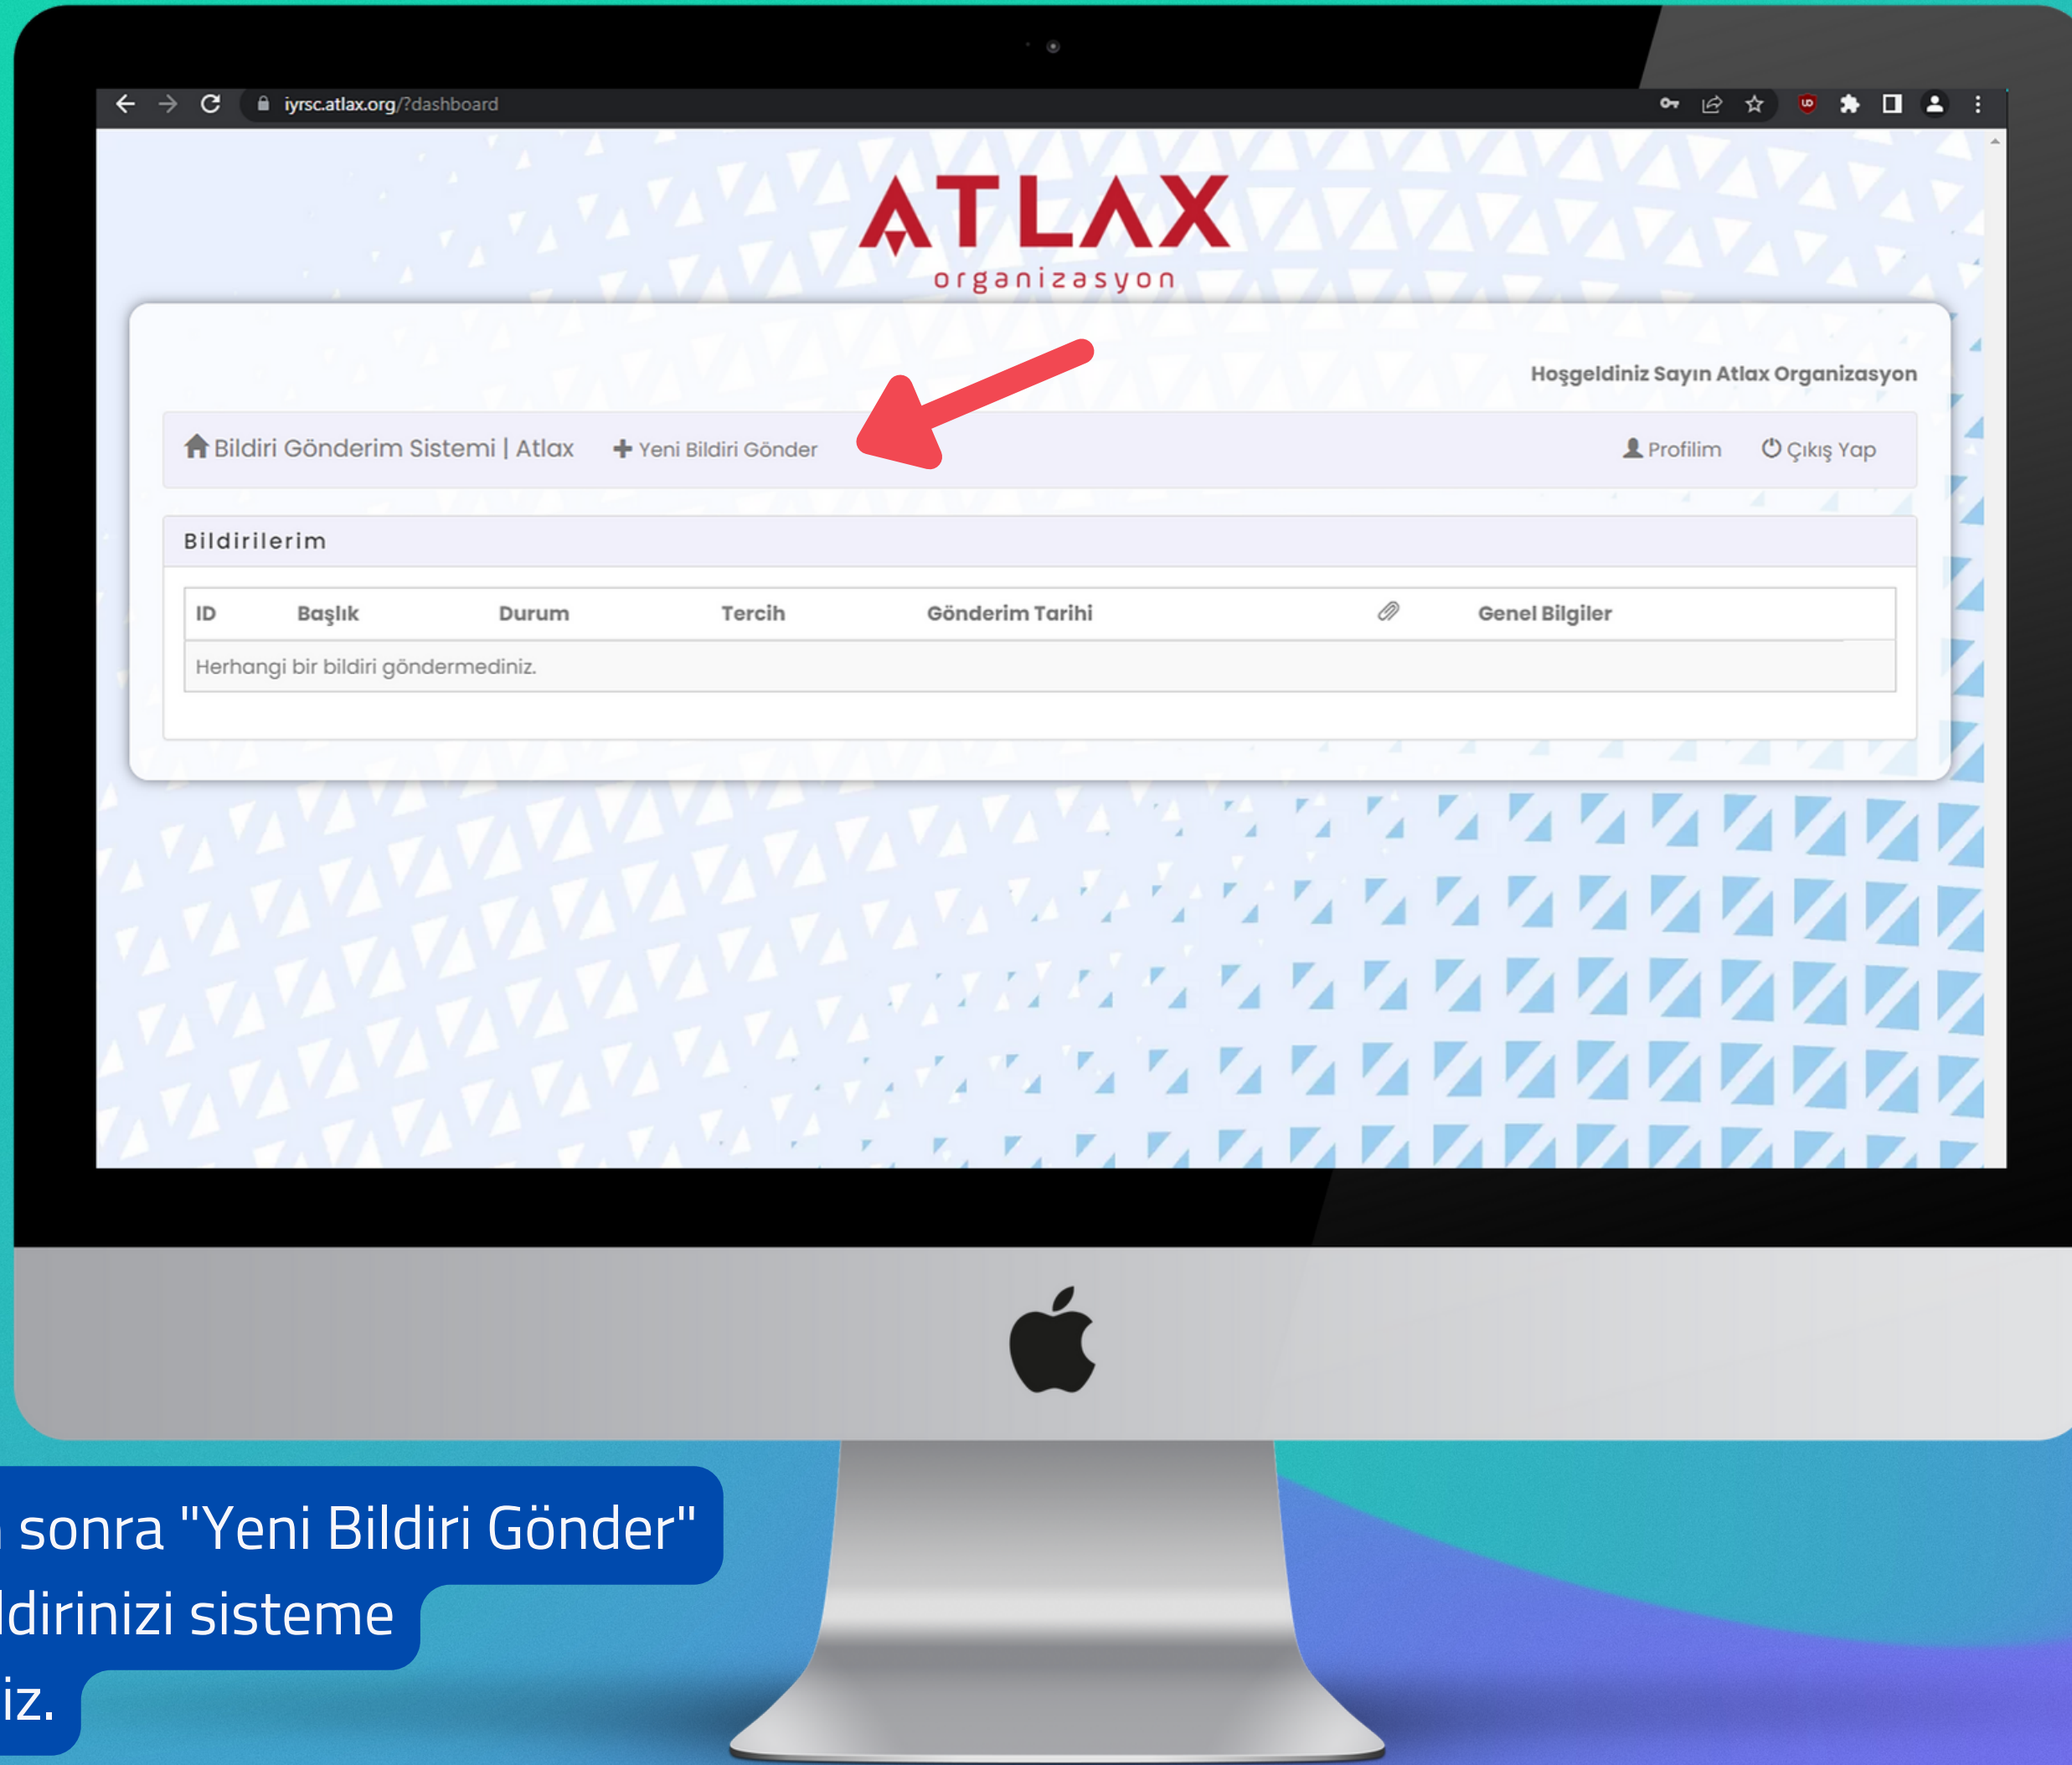 iyrsc.atlax.org/?dashboard
ATLAX
organizasyon
Hoşgeldiniz Sayın Atlax Organizasyon
Bildiri Gönderim Sistemi | Atlax Yeni Bildiri Gönder Profilim Çıkış Yap
Bildirilerim
ID Başlık Durum Tercih Gönderim Tarihi Genel Bilgiler
Herhangi bir bildiri göndermediniz.
sonra "Yeni Bildiri Gönder"
ldirinizi sisteme
iz.